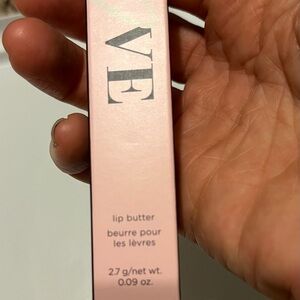 VE
lip butter
beurre pour
les lèvres
2.7 g/net wt.
0.09 oz.